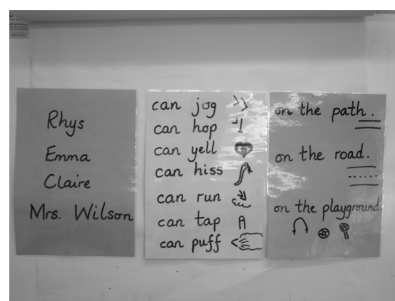 Rhys
Emma
Claire
Mrs. Wilson
can jog
can hop
can yell
can hiss
can run
can tap
can puff
on the path.
on the road.
on the playground